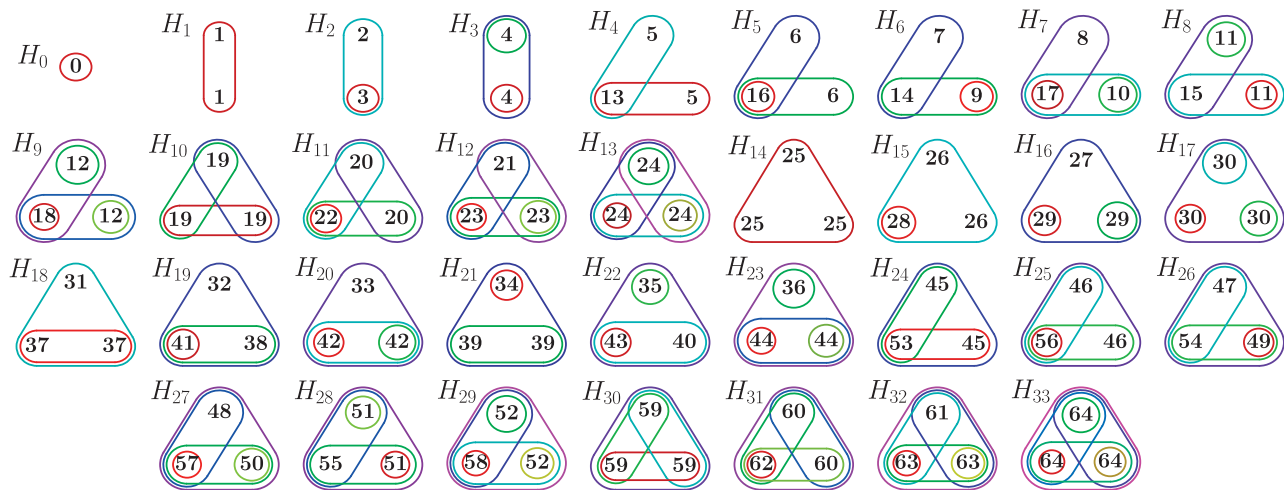 H₀ 0 H₁ 1 1 H₂ 2 3 H₃ 4 4 H₄ 5 13 5 H₅ 6 16 6 H₆ 7 14 9 H₇ 8 17 10 H₈ 11 15 11
H₉ 12 18 12 H₁₀ 19 19 19 H₁₁ 20 22 20 H₁₂ 21 23 23 H₁₃ 24 24 24 H₁₄ 25 25 25 H₁₅ 26 28 26 H₁₆ 27 29 29 H₁₇ 30 30 30
H₁₈ 31 37 37 H₁₉ 32 41 38 H₂₀ 33 42 42 H₂₁ 34 39 39 H₂₂ 35 43 40 H₂₃ 36 44 44 H₂₄ 45 53 45 H₂₅ 46 56 46 H₂₆ 47 54 49
H₂₇ 48 57 50 H₂₈ 51 55 51 H₂₉ 52 58 52 H₃₀ 59 59 59 H₃₁ 60 62 60 H₃₂ 61 63 63 H₃₃ 64 64 64